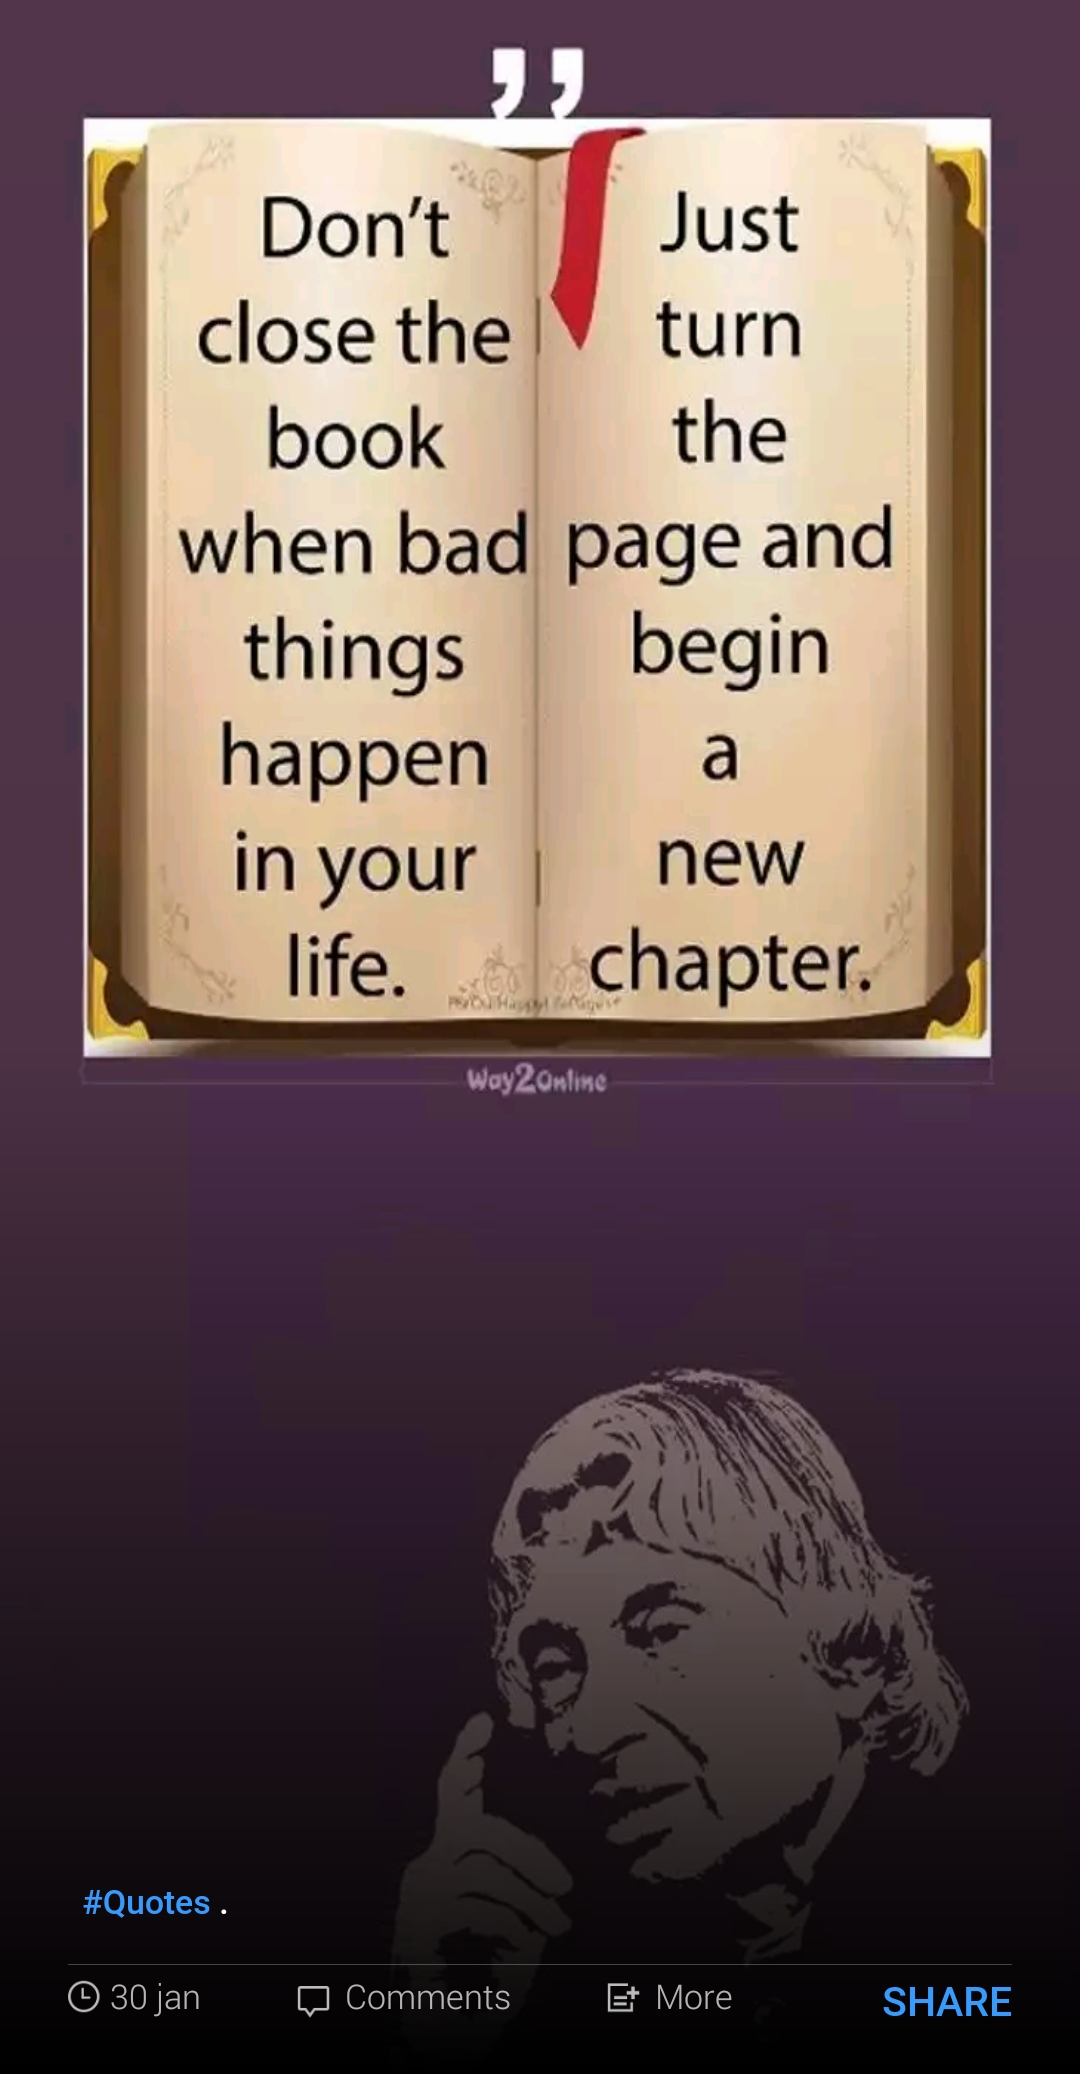 Don't
close the
book
when bad
things
happen
in your
life.
Just
turn
the
page and
begin
a
new
chapter.
Way2Online
#Quotes .
30 jan
Comments
More
SHARE